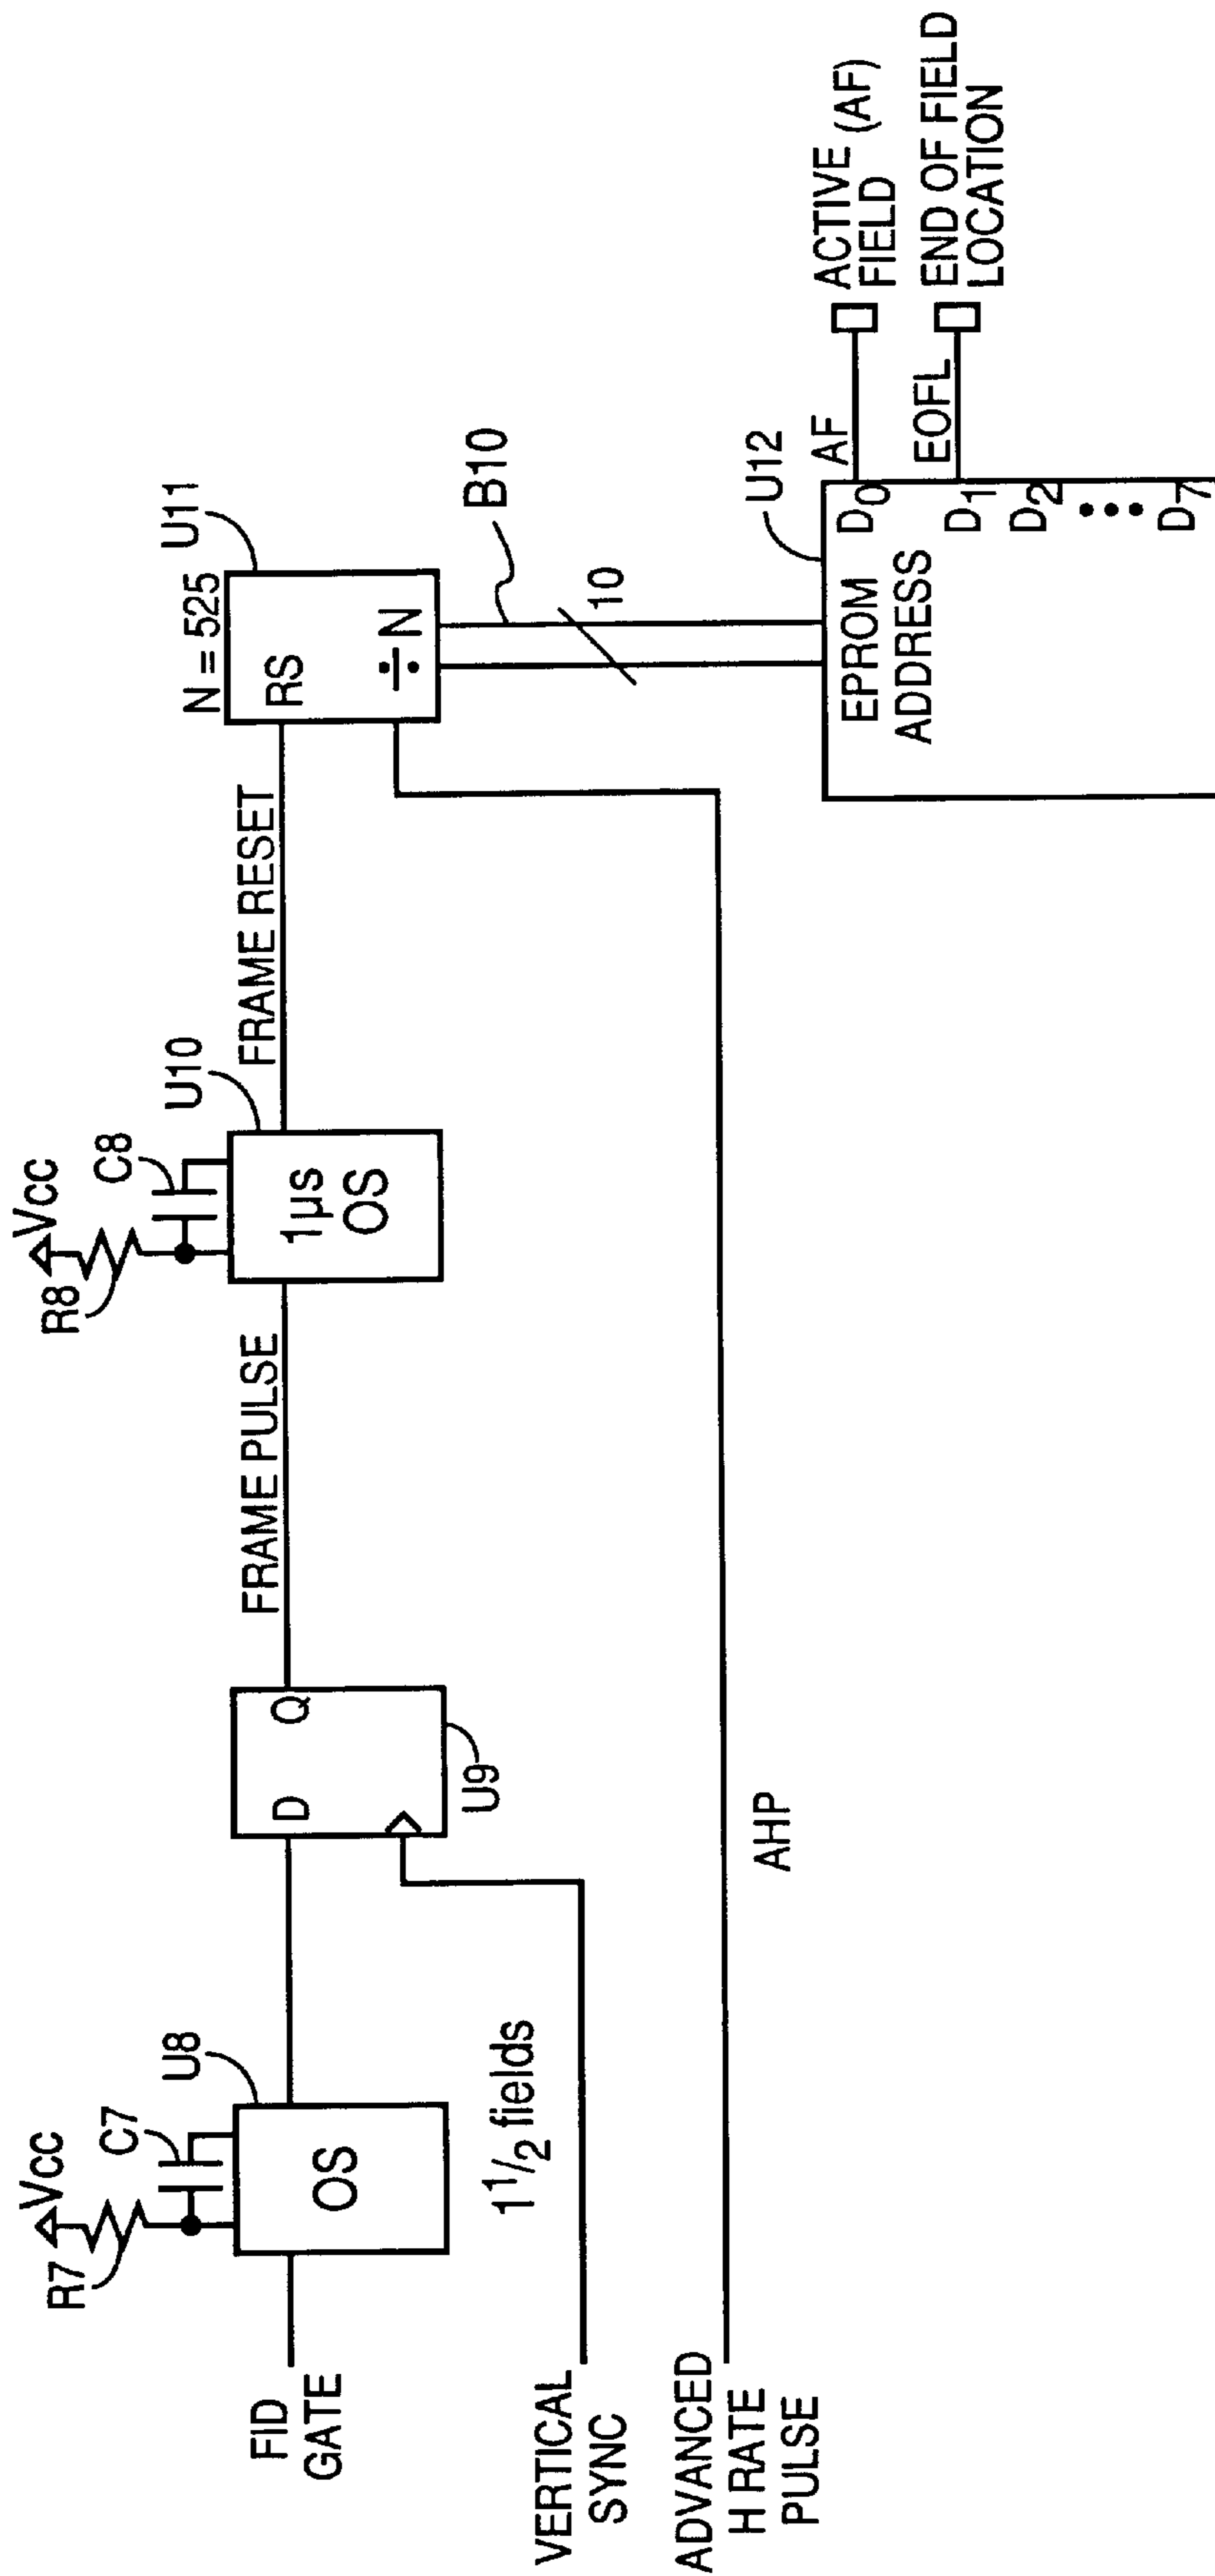 Vcc
R7
C7
U8
OS
FID
GATE
1 1/2 fields
VERTICAL
SYNC
ADVANCED
H RATE
PULSE
D
Q
U9
FRAME PULSE
AHP
Vcc
R8
C8
U10
1μs
OS
FRAME RESET
N = 525
U11
RS
÷ N
B10
10
U12
EPROM
ADDRESS
D0
D1
D2
D7
AF
EOFL
ACTIVE
FIELD (AF)
END OF FIELD
LOCATION